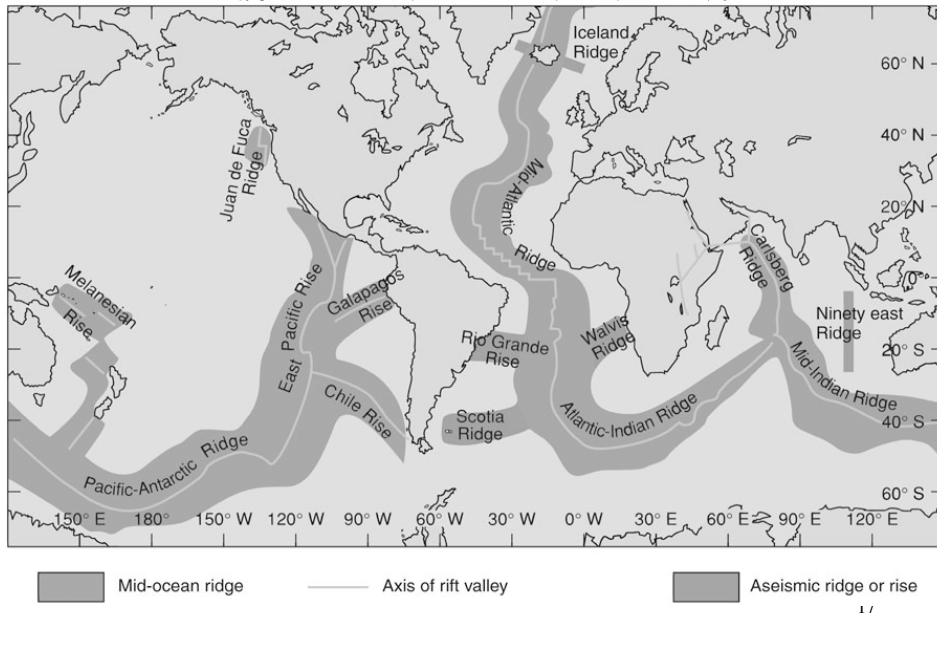 Iceland
Ridge
60° N
40° N
20° N
0°
20° S
40° S
60° S
Juan de Fuca
Ridge
Mid-Atlantic
Ridge
Carlsberg
Ridge
Melanesian
Rise
East Pacific Rise
Galapagos
Rise
Ninety east
Ridge
Rio Grande
Rise
Walvis
Ridge
Mid-Indian Ridge
Chile Rise
Scotia
Ridge
Atlantic-Indian Ridge
Pacific-Antarctic Ridge
150° E 180° 150° W 120° W 90° W 60° W 30° W 0° W 30° E 60° E 90° E 120° E
Mid-ocean ridge
Axis of rift valley
Aseismic ridge or rise